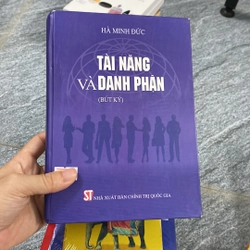 HÀ MINH ĐỨC
TÀI NĂNG
VÀ DANH PHẬN
(BÚT KÝ)
ST
NHÀ XUẤT BẢN CHÍNH TRỊ QUỐC GIA